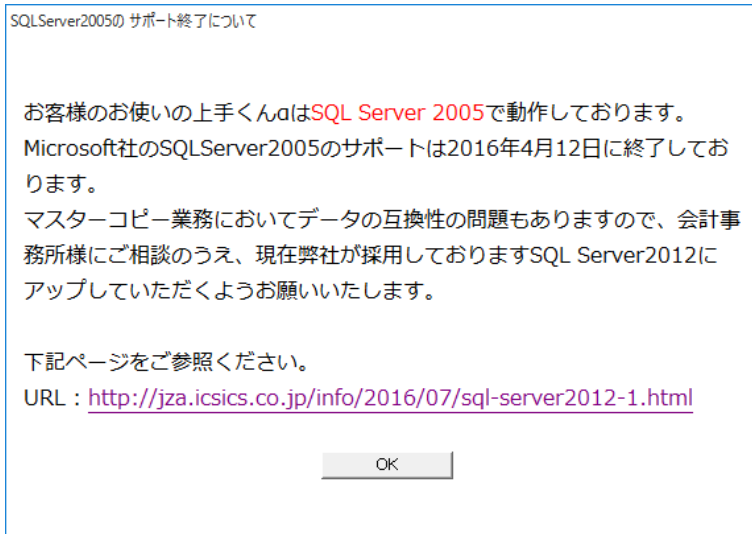 SQLServer2005の サポート終了について
お客様のお使いの上手くんαはSQL Server 2005で動作しております。
Microsoft社のSQLServer2005のサポートは2016年4月12日に終了してお
ります。
マスターコピー業務においてデータの互換性の問題もありますので、会計事
務所様にご相談のうえ、現在弊社が採用しておりますSQL Server2012に
アップしていただくようお願いいたします。
下記ページをご参照ください。
URL：http://jza.icsics.co.jp/info/2016/07/sql-server2012-1.html
OK